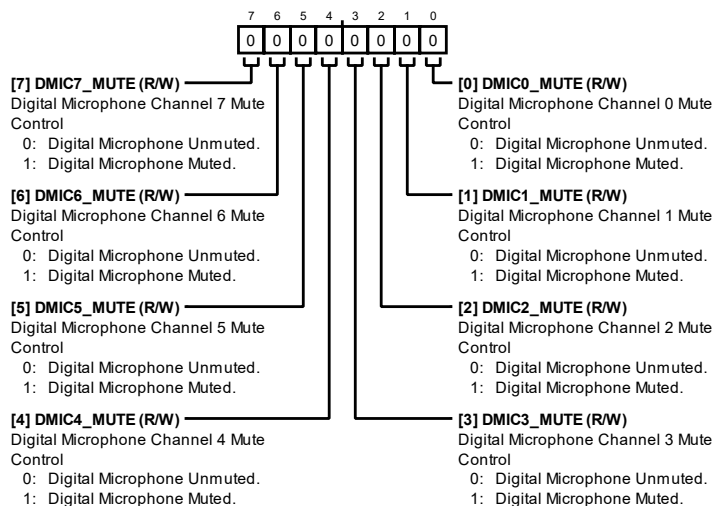 7 6 5 4 3 2 1 0
0 0 0 0 0 0 0 0
[7] DMIC7_MUTE (R/W)
Digital Microphone Channel 7 Mute
Control
0: Digital Microphone Unmuted.
1: Digital Microphone Muted.
[6] DMIC6_MUTE (R/W)
Digital Microphone Channel 6 Mute
Control
0: Digital Microphone Unmuted.
1: Digital Microphone Muted.
[5] DMIC5_MUTE (R/W)
Digital Microphone Channel 5 Mute
Control
0: Digital Microphone Unmuted.
1: Digital Microphone Muted.
[4] DMIC4_MUTE (R/W)
Digital Microphone Channel 4 Mute
Control
0: Digital Microphone Unmuted.
1: Digital Microphone Muted.
[0] DMIC0_MUTE (R/W)
Digital Microphone Channel 0 Mute
Control
0: Digital Microphone Unmuted.
1: Digital Microphone Muted.
[1] DMIC1_MUTE (R/W)
Digital Microphone Channel 1 Mute
Control
0: Digital Microphone Unmuted.
1: Digital Microphone Muted.
[2] DMIC2_MUTE (R/W)
Digital Microphone Channel 2 Mute
Control
0: Digital Microphone Unmuted.
1: Digital Microphone Muted.
[3] DMIC3_MUTE (R/W)
Digital Microphone Channel 3 Mute
Control
0: Digital Microphone Unmuted.
1: Digital Microphone Muted.